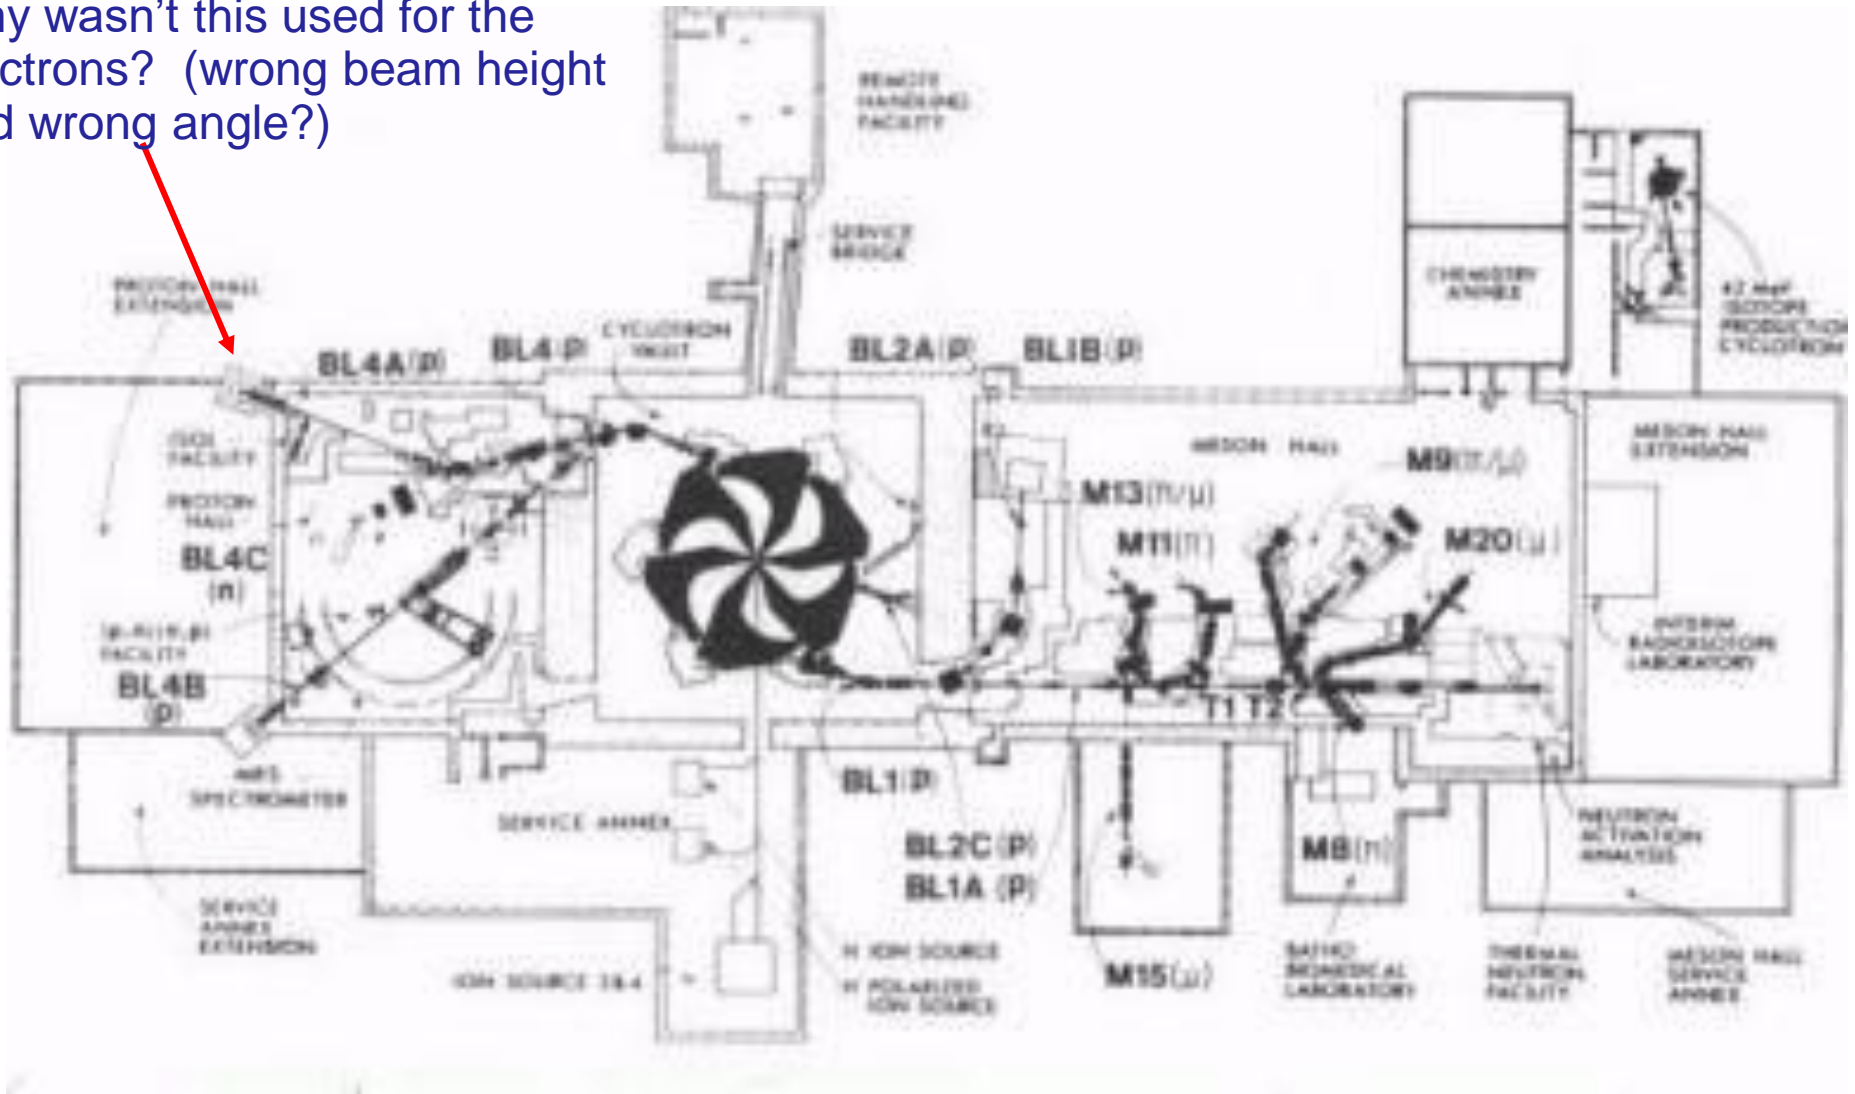 ny wasn't this used for the
ctrons? (wrong beam height
d wrong angle?)
REMOTE
HANDLING
FACILITY
SERVICE
BRIDGE
PROTON HALL
EXTENSION
CYCLOTRON
VAULT
BL4A(P)
BL4(P)
BL2A(P)
BL1B(P)
CHEMISTRY
ANNEX
42 MeV
ISOTOPE
PRODUCTION
CYCLOTRON
ISOL
FACILITY
PROTON
HALL
BL4C
(n)
(p,n)(n,p)
FACILITY
BL4B
(p)
MESON HALL
M9(π/μ)
M13(π/μ)
M11(π)
M20(μ)
MESON HALL
EXTENSION
INTERIM
RADIOISOTOPE
LABORATORY
T1 T2
MRS
SPECTROMETER
SERVICE ANNEX
BL1(P)
BL2C(P)
BL1A(P)
M8(π)
NEUTRON
ACTIVATION
ANALYSIS
SERVICE
ANNEX
EXTENSION
ION SOURCE 3&4
H ION SOURCE
H POLARIZED
ION SOURCE
M15(μ)
BATHO
BIOMEDICAL
LABORATORY
THERMAL
NEUTRON
FACILITY
MESON HALL
SERVICE
ANNEX